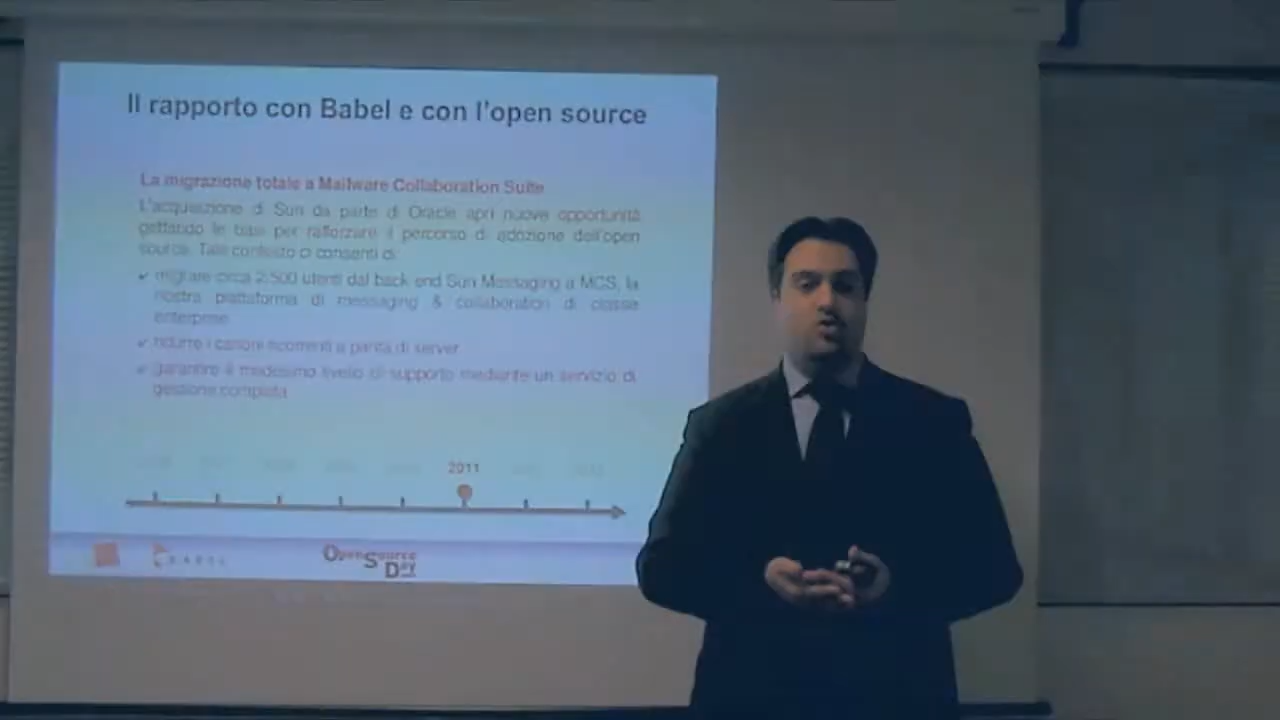 Il rapporto con Babel e con l'open source
La migrazione totale a Mailware Collaboration Suite
L'acquisizione di Sun da parte di Oracle aprì nuove opportunità
gettando le basi per rafforzare il percorso di adozione dell'open
source. Tale contesto ci consentì di:
✔ migrare circa 2.500 utenti dal back end Sun Messaging a MCS, la
nostra piattaforma di messaging & collaboration di classe
enterprise
✔ ridurre i canoni ricorrenti a parità di server
✔ garantire il medesimo livello di supporto mediante un servizio di
gestione completa
2011
BABEL
OpenSource
Day